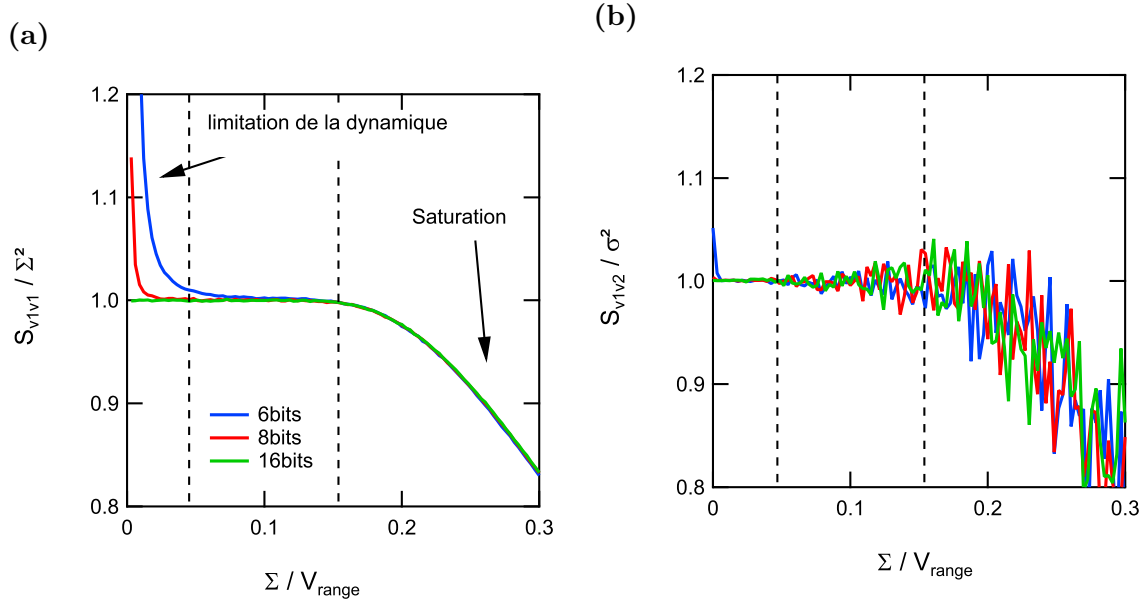 (a)
1.2
1.1
1.0
0.9
0.8
0
0.1
0.2
0.3
S_v1v1 / Σ²
Σ / V_range
limitation de la dynamique
Saturation
6bits
8bits
16bits
(b)
1.2
1.1
1.0
0.9
0.8
0
0.1
0.2
0.3
S_v1v2 / σ²
Σ / V_range